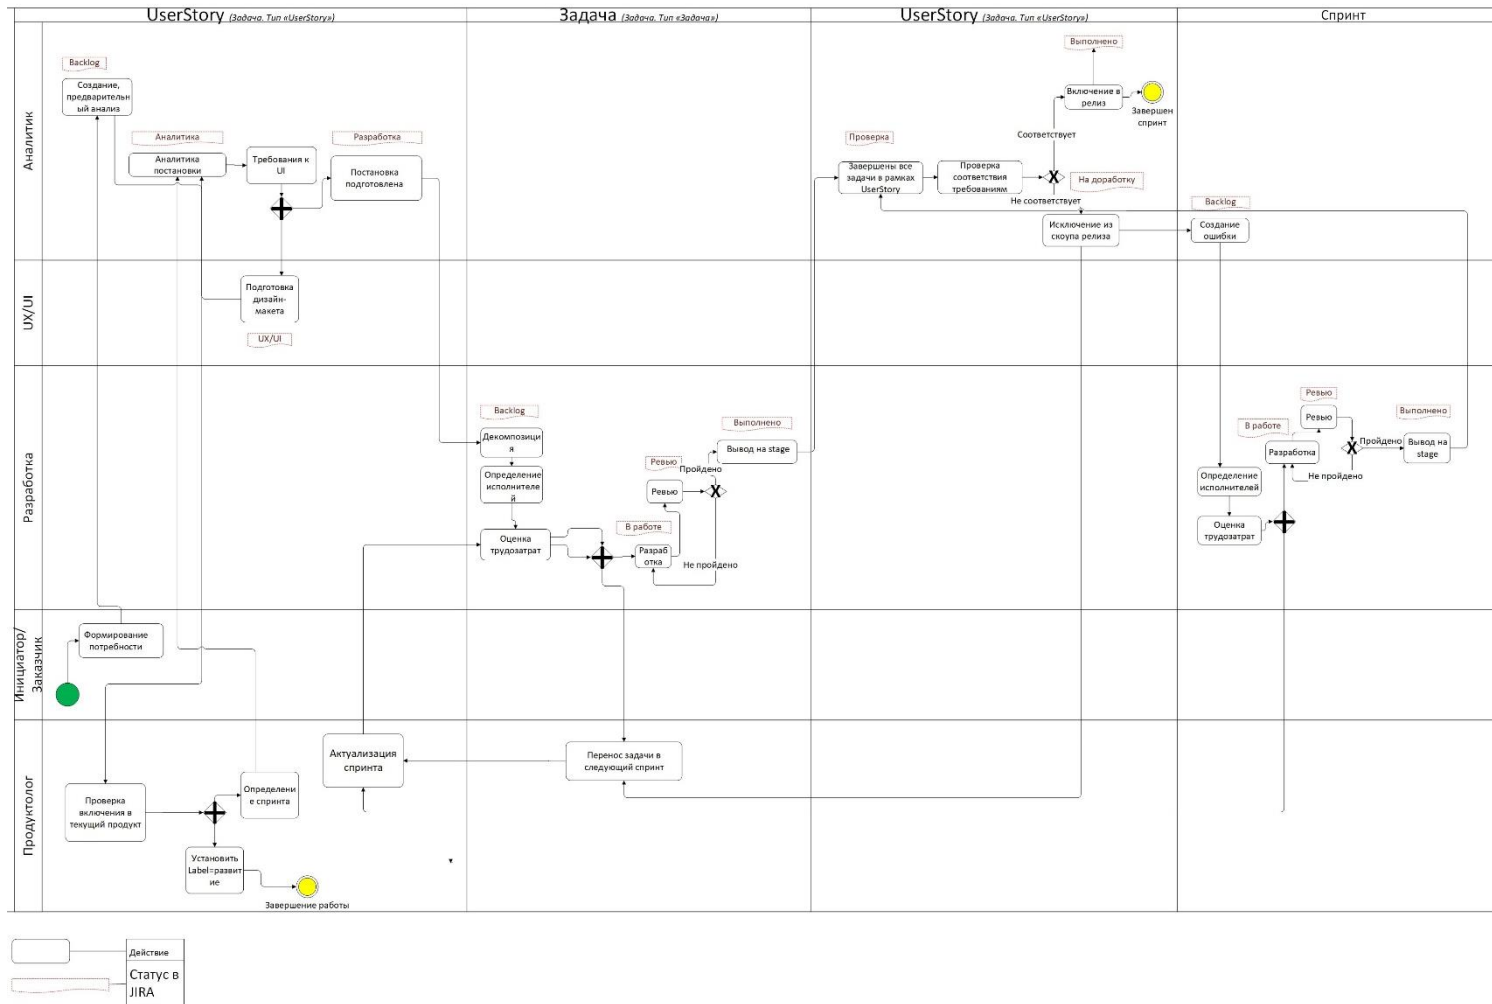 UserStory (Задача. Тип «UserStory»)
Задача (Задача. Тип «Задача»)
UserStory (Задача. Тип «UserStory»)
Спринт
Аналитик
Backlog
Создание,
предварительн
ый анализ
Аналитика
Аналитика
постановки
Требования к
UI
Разработка
Постановка
подготовлена
Проверка
Завершены все
задачи в рамках
UserStory
Проверка
соответствия
требованиям
X
Соответствует
Выполнено
Включение в
релиз
Завершен
спринт
На доработку
Не соответствует
Исключение из
скоупа релиза
Backlog
Создание
ошибки
UX/UI
Подготовка
дизайн-
макета
UX/UI
Разработка
Backlog
Декомпозици
я
Определение
исполнителе
й
Оценка
трудозатрат
В работе
Разраб
отка
Ревью
Ревью
Пройдено
X
Не пройдено
Выполнено
Вывод на stage
Определение
исполнителей
Оценка
трудозатрат
В работе
Разработка
Ревью
Ревью
X
Пройдено
Не пройдено
Выполнено
Вывод на
stage
Инициатор/
Заказчик
Формирование
потребности
Продуктолог
Проверка
включения в
текущий продукт
Определени
е спринта
Установить
Label=развит
ие
Завершение работы
Актуализация
спринта
Перенос задачи в
следующий спринт
Действие
Статус в
JIRA